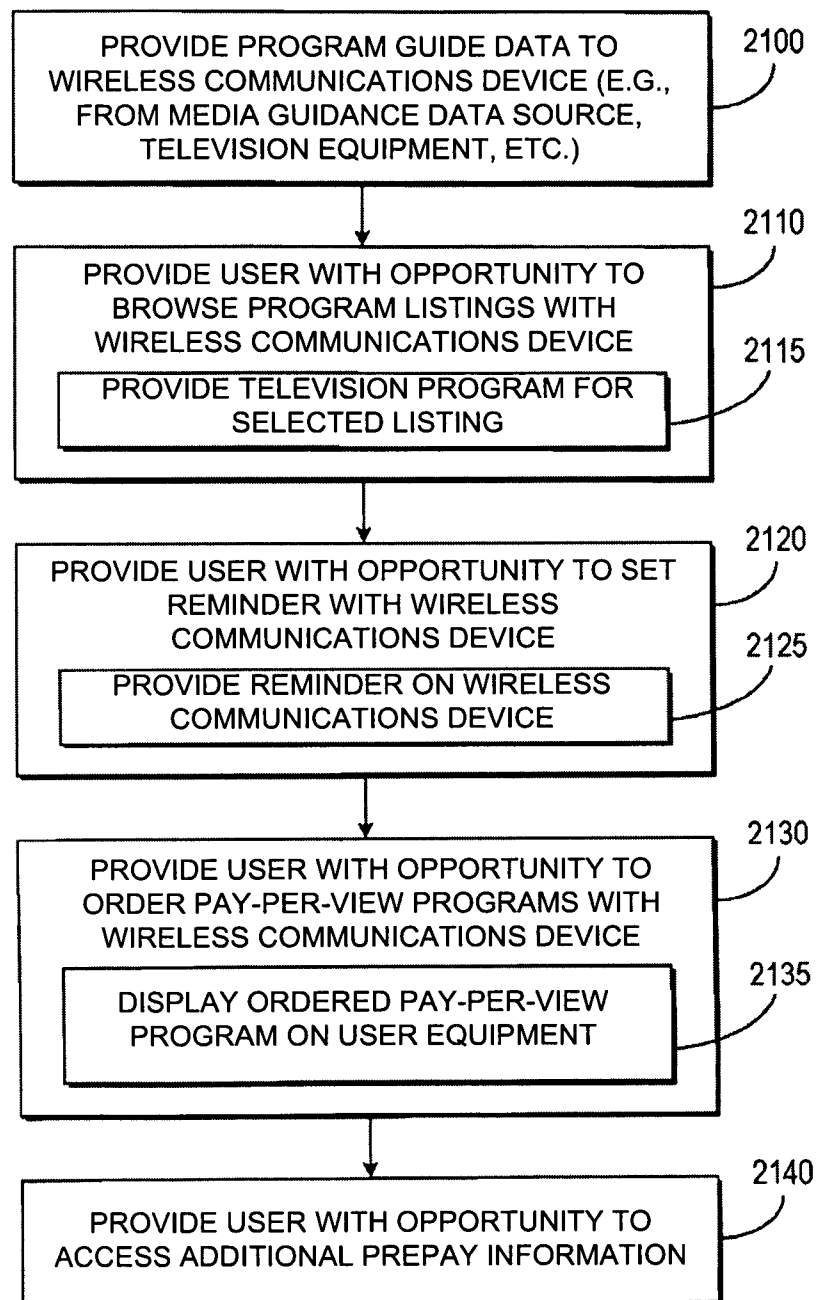 PROVIDE PROGRAM GUIDE DATA TO
WIRELESS COMMUNICATIONS DEVICE (E.G.,
FROM MEDIA GUIDANCE DATA SOURCE,
TELEVISION EQUIPMENT, ETC.)
2100
PROVIDE USER WITH OPPORTUNITY TO
BROWSE PROGRAM LISTINGS WITH
WIRELESS COMMUNICATIONS DEVICE
2110
PROVIDE TELEVISION PROGRAM FOR
SELECTED LISTING
2115
PROVIDE USER WITH OPPORTUNITY TO SET
REMINDER WITH WIRELESS
COMMUNICATIONS DEVICE
2120
PROVIDE REMINDER ON WIRELESS
COMMUNICATIONS DEVICE
2125
PROVIDE USER WITH OPPORTUNITY TO
ORDER PAY-PER-VIEW PROGRAMS WITH
WIRELESS COMMUNICATIONS DEVICE
2130
DISPLAY ORDERED PAY-PER-VIEW
PROGRAM ON USER EQUIPMENT
2135
PROVIDE USER WITH OPPORTUNITY TO
ACCESS ADDITIONAL PREPAY INFORMATION
2140